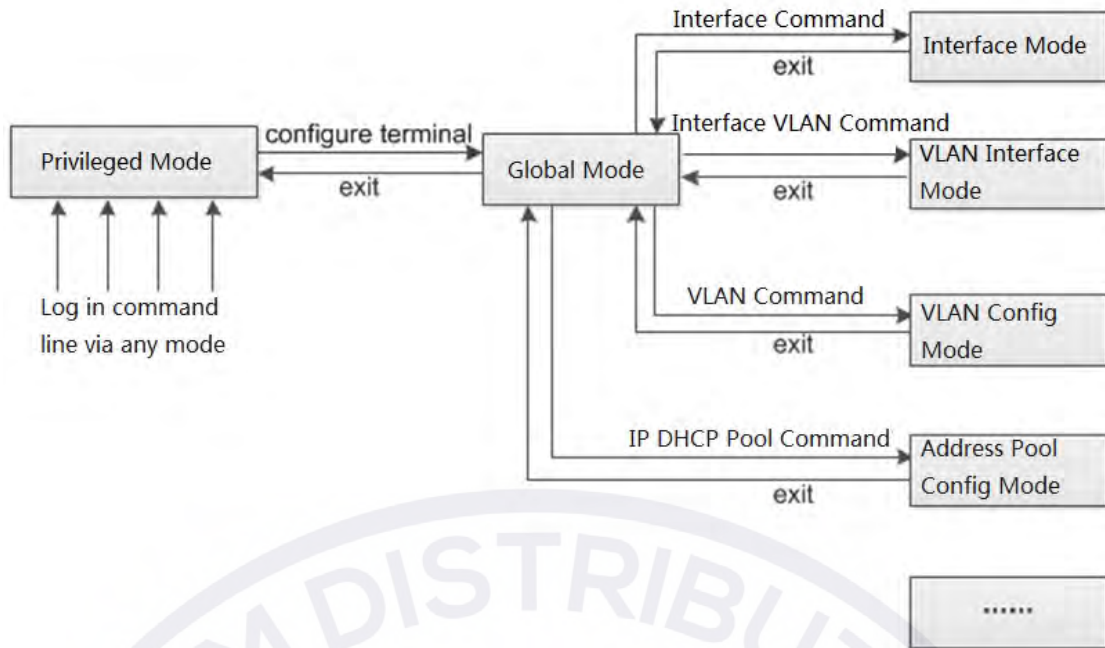 Interface Command
Interface Mode
exit
configure terminal
Interface VLAN Command
Privileged Mode
Global Mode
VLAN Interface
Mode
exit
exit
Log in command
line via any mode
VLAN Command
VLAN Config
Mode
exit
IP DHCP Pool Command
Address Pool
Config Mode
exit
......
M DISTRIBUT